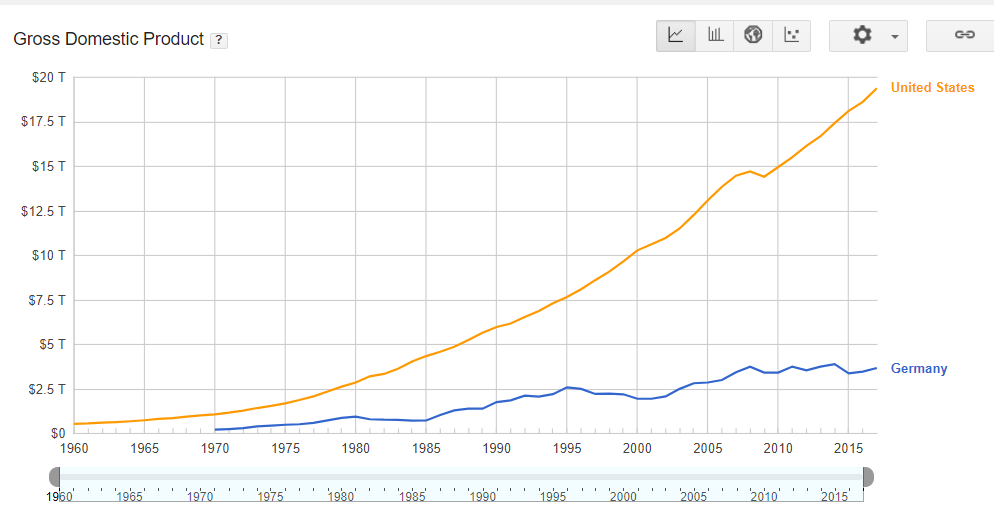 Gross Domestic Product ?
$20 T
United States
$17.5 T
$15 T
$12.5 T
$10 T
$7.5 T
$5 T
Germany
$2.5 T
$0
1960 1965 1970 1975 1980 1985 1990 1995 2000 2005 2010 2015
1960 1965 1970 1975 1980 1985 1990 1995 2000 2005 2010 2015